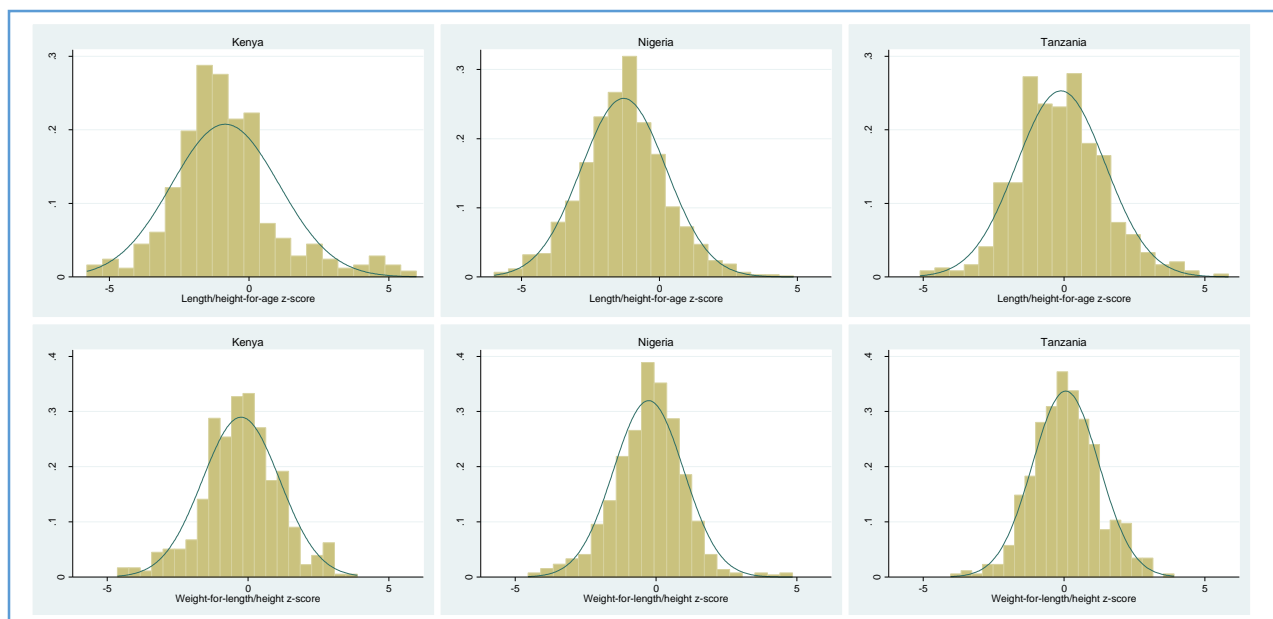 Kenya
.3
.2
.1
0
-5 0 5
Length/height-for-age z-score
Nigeria
.3
.2
.1
0
-5 0 5
Length/height-for-age z-score
Tanzania
.3
.2
.1
0
-5 0 5
Length/height-for-age z-score
Kenya
.4
.3
.2
.1
0
-5 0 5
Weight-for-length/height z-score
Nigeria
.4
.3
.2
.1
0
-5 0 5
Weight-for-length/height z-score
Tanzania
.4
.3
.2
.1
0
-5 0 5
Weight-for-length/height z-score